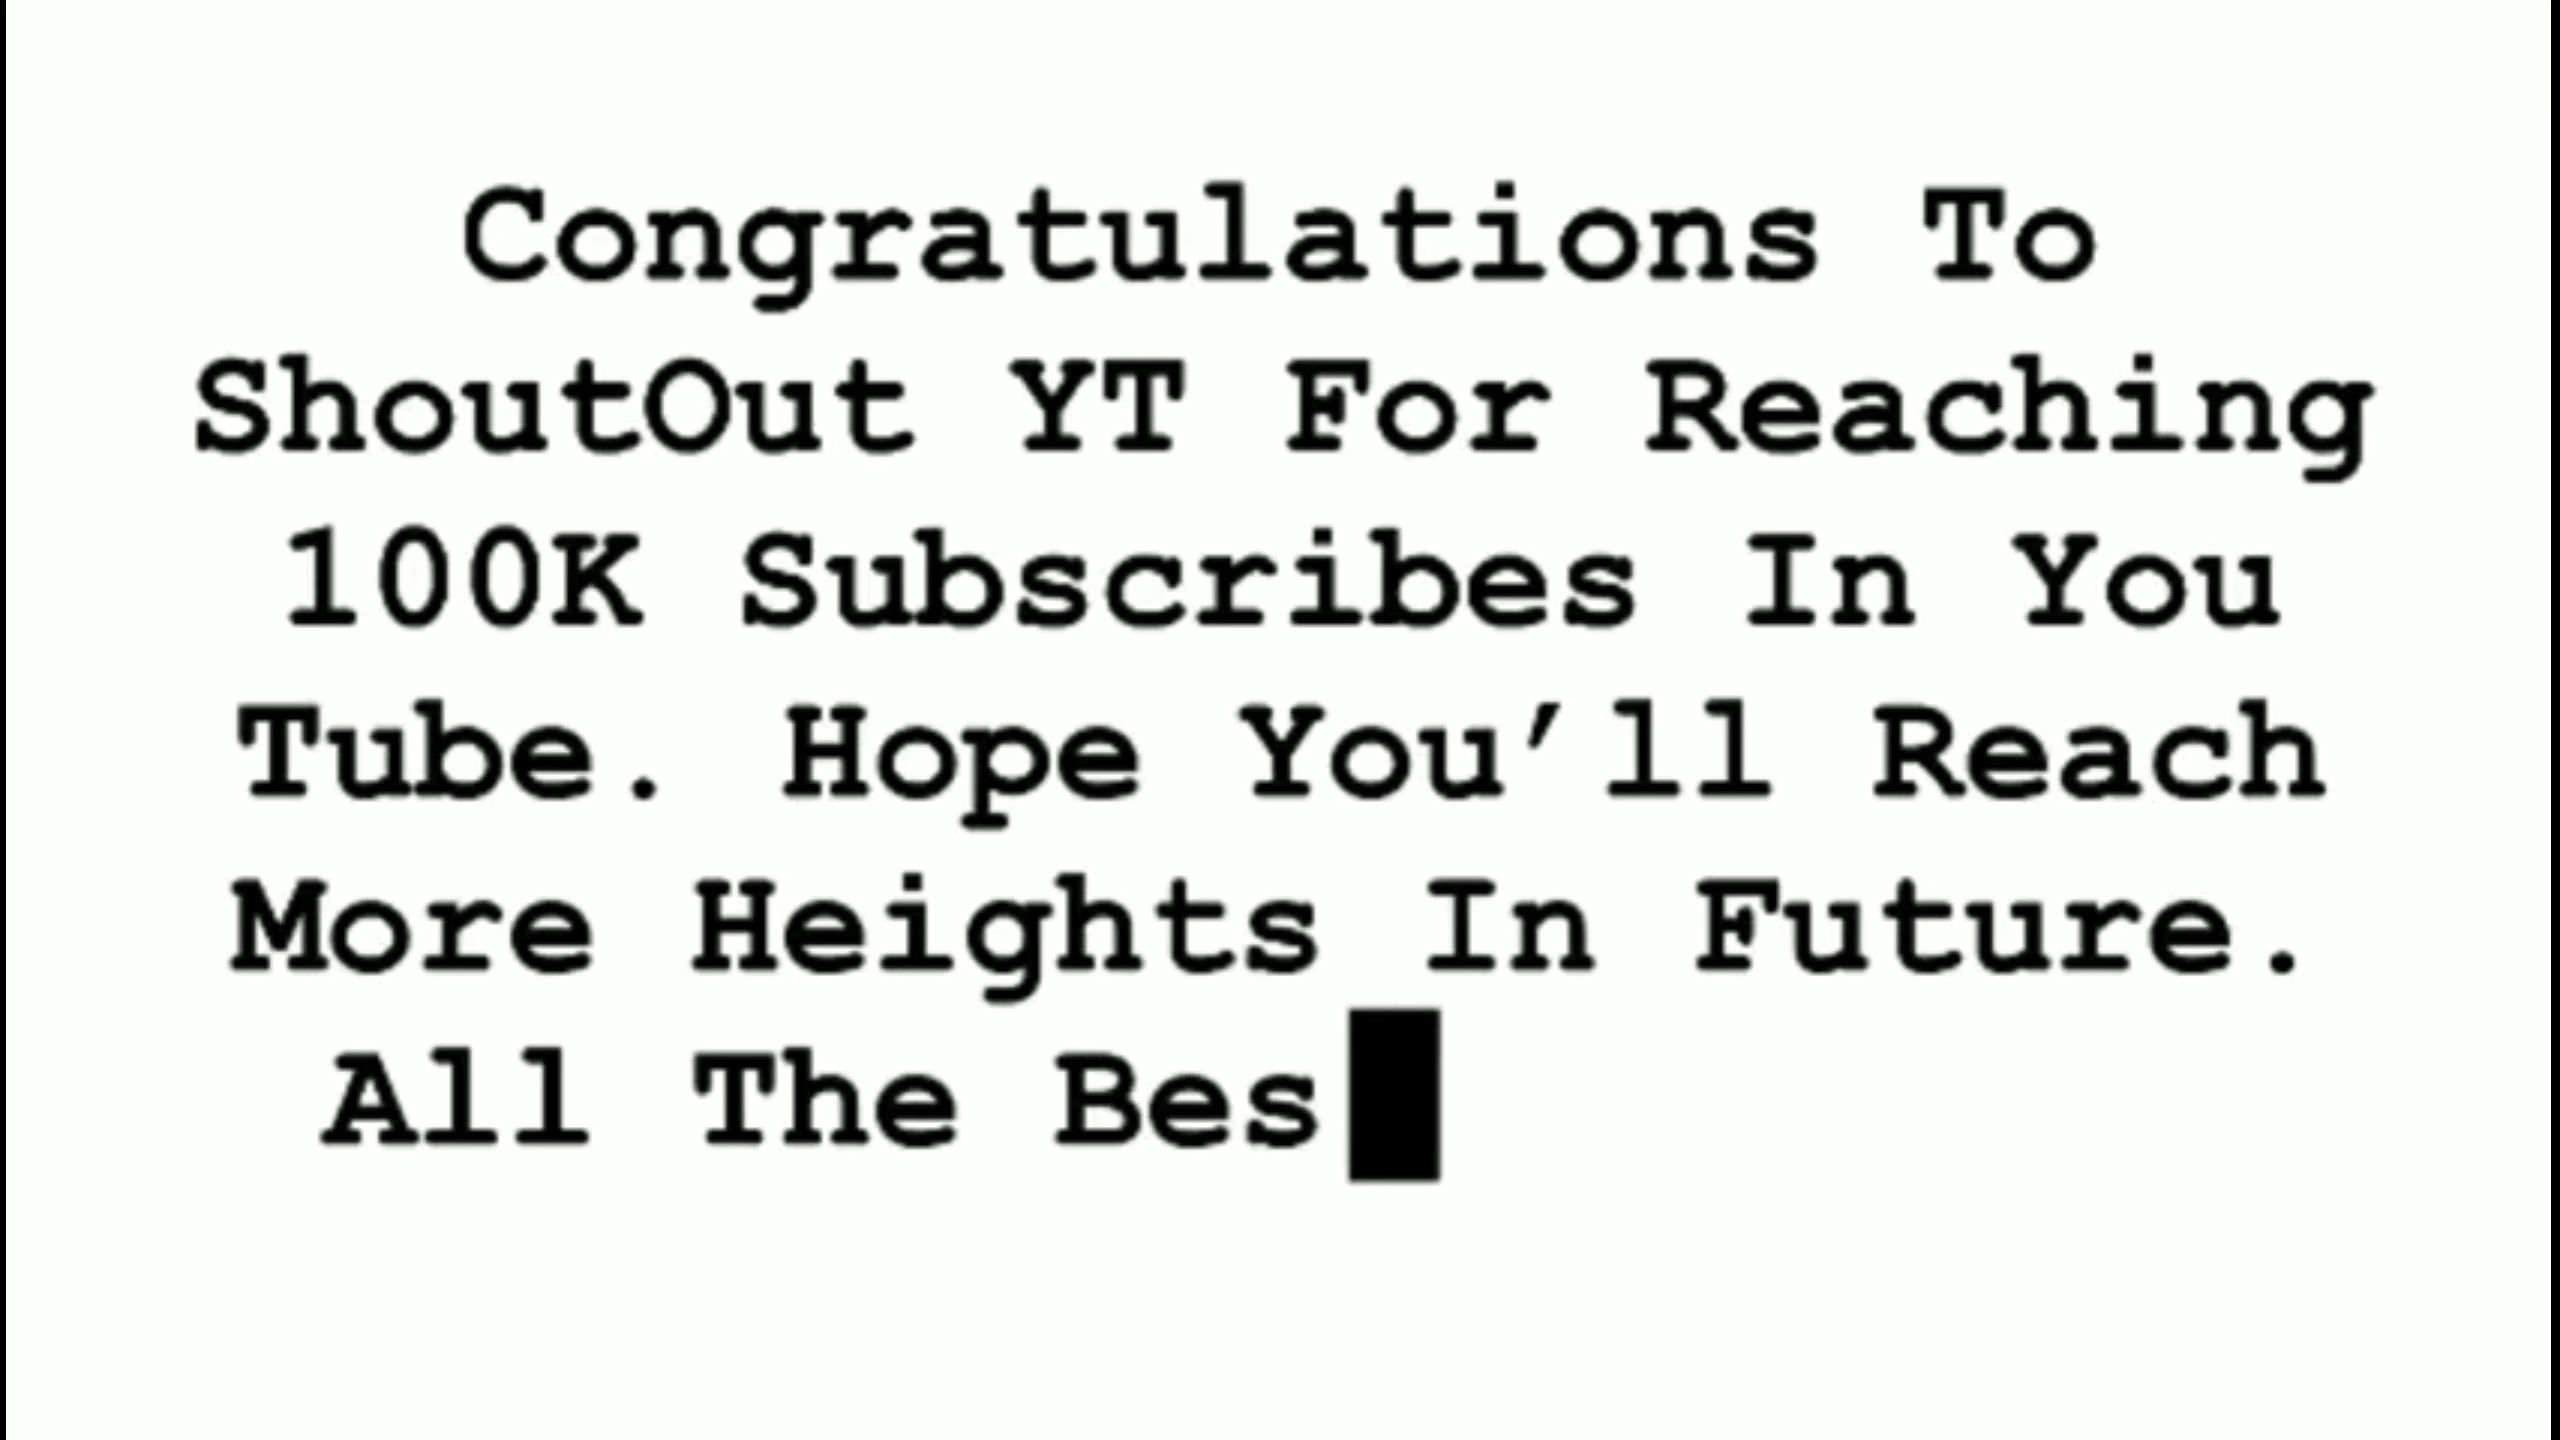 Congratulations To
ShoutOut YT For Reaching
100K Subscribes In You
Tube. Hope You’ll Reach
More Heights In Future.
All The Bes